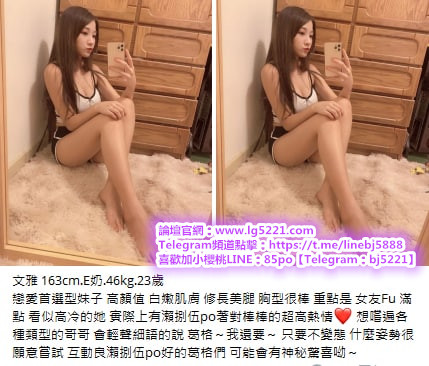 論壇官網：www.lg5221.com
Telegram頻道點擊：https://t.me/linebj5888
喜歡加小櫻桃LINE：85po【Telegram：bj5221】
文雅 163cm.E奶.46kg.23歲
戀愛首選型妹子 高顏值 白嫩肌膚 修長美腿 胸型很棒 重點是 女友Fu 滿
點 看似高冷的她 實際上有瀨捌伍po著對棒棒的超高熱情❤️ 想嚐遍各
種類型的哥哥 會輕聲細語的說 葛格～我還要～ 只要不變態 什麼姿勢很
願意嘗試 互動良瀨捌伍po好的葛格們 可能會有神秘驚喜呦～